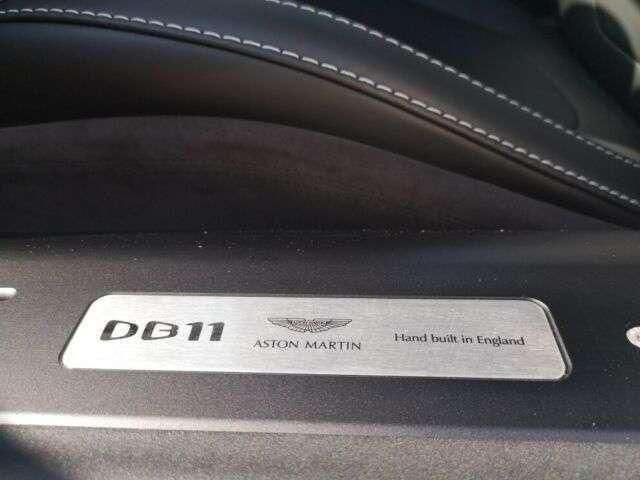 DB11
ASTON MARTIN
Hand built in England